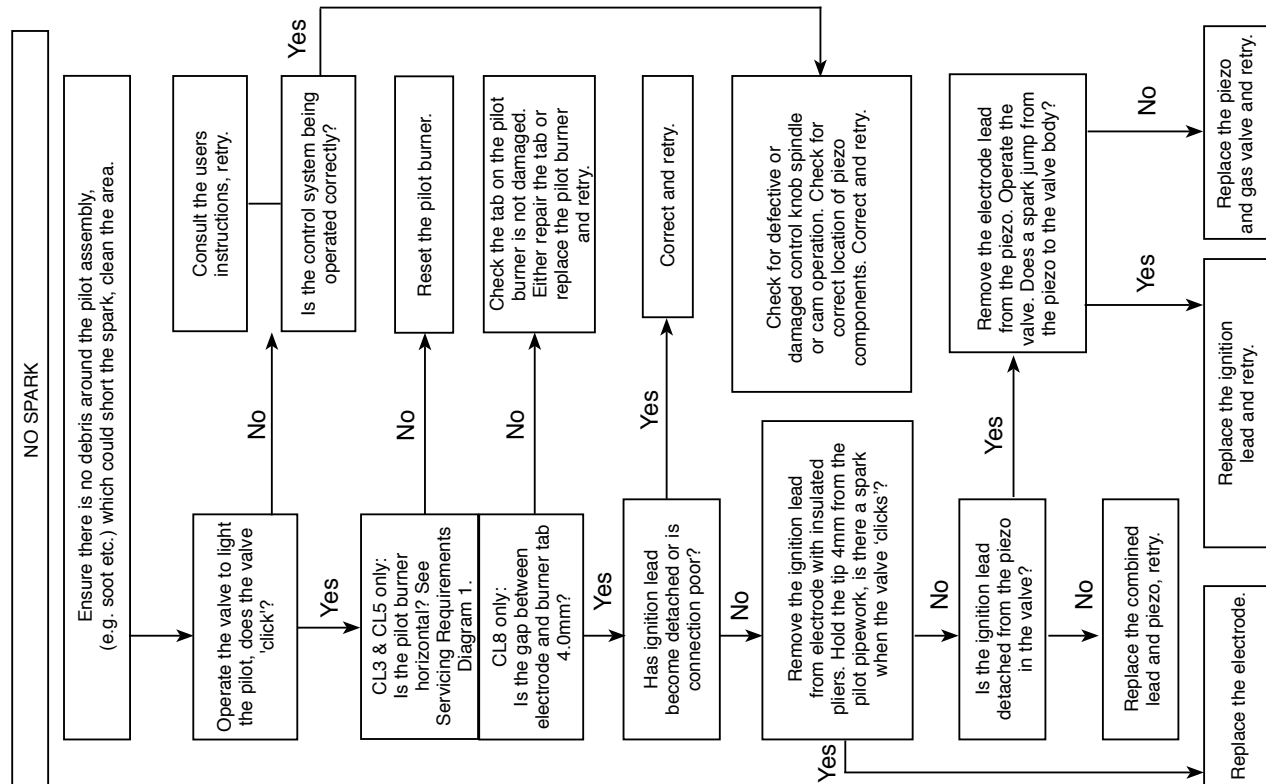 NO SPARK
Ensure there is no debris around the pilot assembly,
(e.g. soot etc.) which could short the spark, clean the area.
Operate the valve to light
the pilot, does the valve
'click'?
No
Consult the users
instructions, retry.
Is the control system being
operated correctly?
Yes
Yes
CL3 & CL5 only:
Is the pilot burner
horizontal? See
Servicing Requirements
Diagram 1.
No
Reset the pilot burner.
CL8 only:
Is the gap between
electrode and burner tab
4.0mm?
No
Check the tab on the pilot
burner is not damaged.
Either repair the tab or
replace the pilot burner
and retry.
Yes
Has ignition lead
become detached or is
connection poor?
Yes
Correct and retry.
No
Check for defective or
damaged control knob spindle
or cam operation. Check for
correct location of piezo
components. Correct and retry.
Remove the ignition lead
from electrode with insulated
pliers. Hold the tip 4mm from the
pilot pipework, is there a spark
when the valve 'clicks'?
Yes
No
Is the ignition lead
detached from the piezo
in the valve?
Yes
Remove the electrode lead
from the piezo. Operate the
valve. Does a spark jump from
the piezo to the valve body?
No
Yes
No
Replace the combined
lead and piezo, retry.
Replace the electrode.
Replace the ignition
lead and retry.
Replace the piezo
and gas valve and retry.